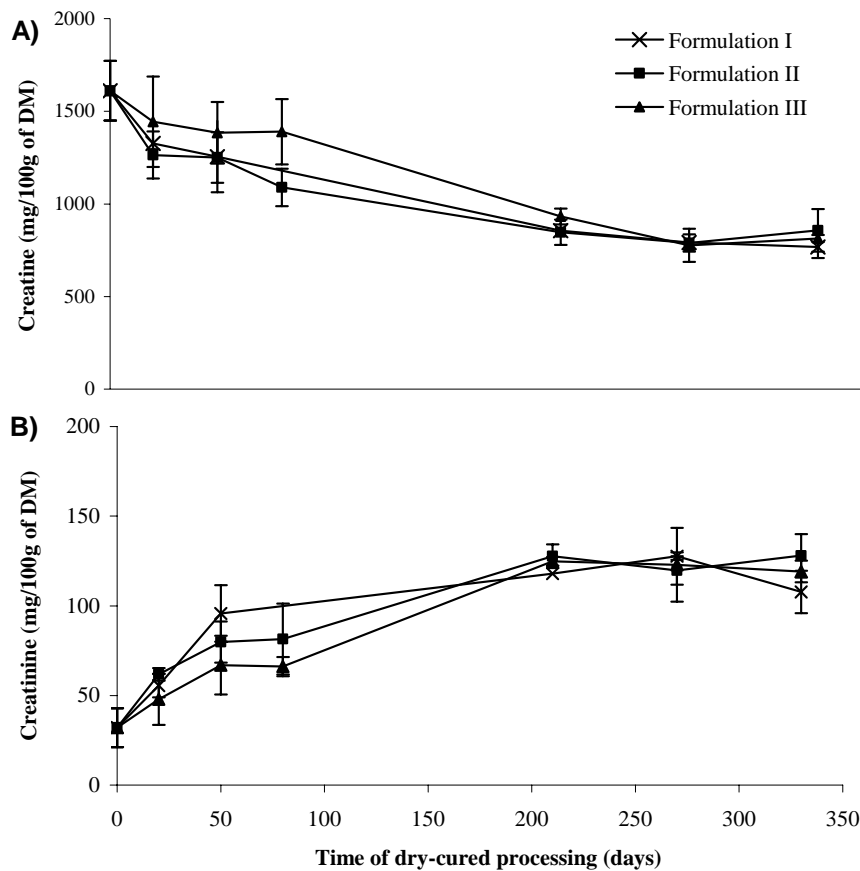 A)
2000
1500
1000
500
0
Creatine (mg/100g of DM)
Formulation I
Formulation II
Formulation III
B)
200
150
100
50
0
Creatinine (mg/100g of DM)
0 50 100 150 200 250 300 350
Time of dry-cured processing (days)